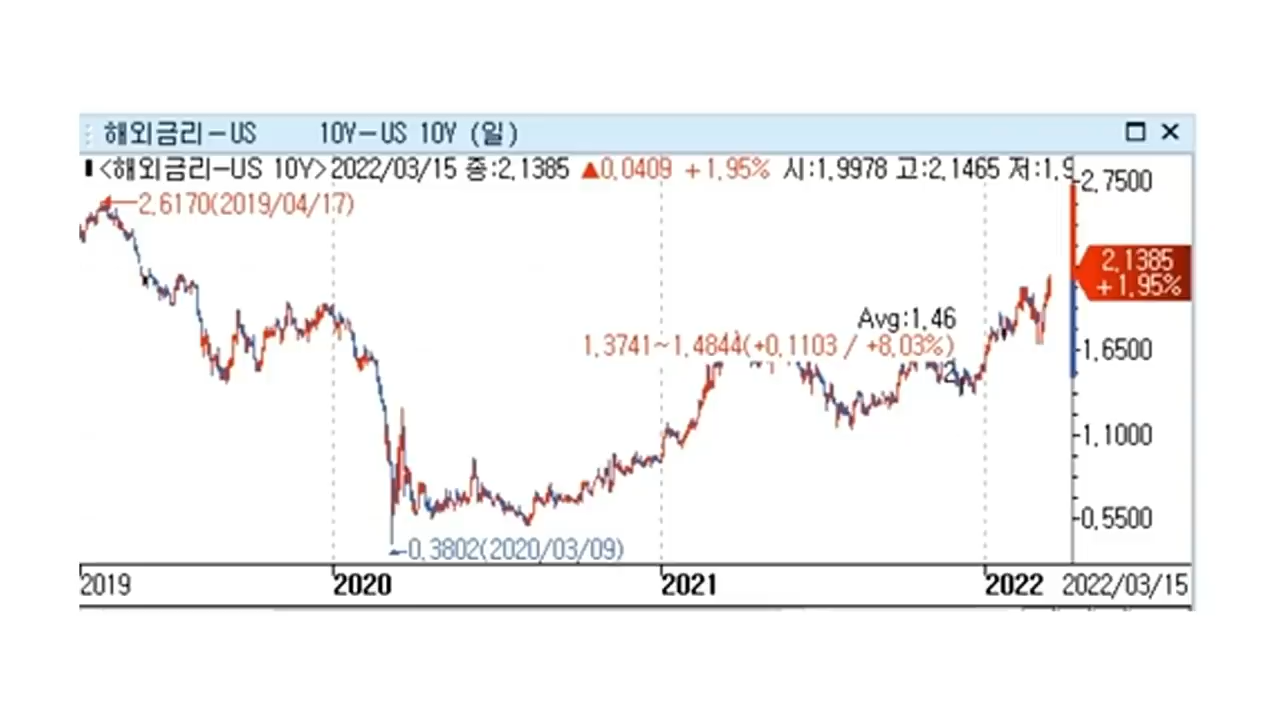 해외금리-US 10Y-US 10Y (일)
<해외금리-US 10Y>2022/03/15 종:2.1385 ▲0.0409 +1.95% 시:1.9978 고:2.1465 저:1.9
2.7500
2.6170(2019/04/17)
2.1385
+1.95%
Avg:1.46
1.3741~1.4844(+0.1103 / +8.03%)
1.6500
2
1.1000
0.5500
0.3802(2020/03/09)
2019 2020 2021 2022 2022/03/15